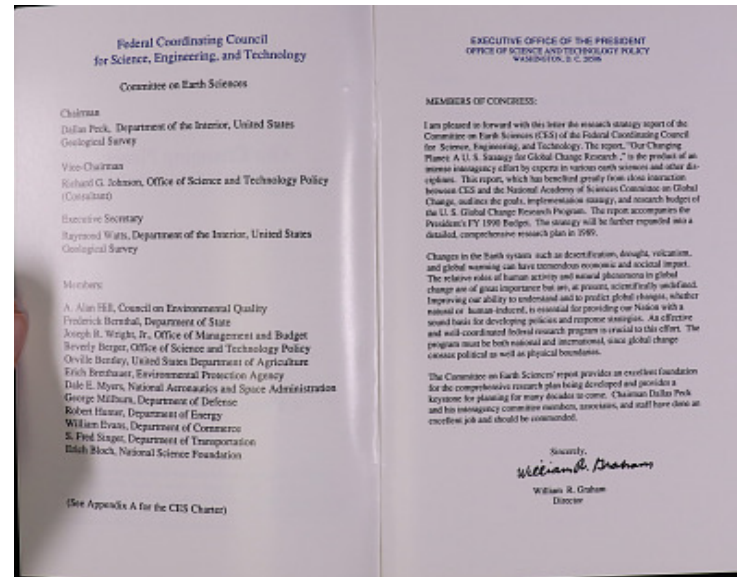 Federal Coordinating Council
for Science, Engineering, and Technology
Committee on Earth Sciences
Chairman
Dallas Peck, Department of the Interior, United States
Geological Survey
Vice-Chairman
Richard G. Johnson, Office of Science and Technology Policy
(Consultant)
Executive Secretary
Raymond Watts, Department of the Interior, United States
Geological Survey
Members:
A. Alan Hill, Council on Environmental Quality
Frederick Bernthal, Department of State
Joseph R. Wright, Jr., Office of Management and Budget
Beverly Berger, Office of Science and Technology Policy
Orville Bentley, United States Department of Agriculture
Erich Bretthauer, Environmental Protection Agency
Dale E. Myers, National Aeronautics and Space Administration
George Millburn, Department of Defense
Robert Hunter, Department of Energy
William Evans, Department of Commerce
S. Fred Singer, Department of Transportation
Erich Bloch, National Science Foundation
(See Appendix A for the CES Charter)
EXECUTIVE OFFICE OF THE PRESIDENT
OFFICE OF SCIENCE AND TECHNOLOGY POLICY
WASHINGTON, D. C. 20506
MEMBERS OF CONGRESS:
I am pleased to forward with this letter the research strategy report of the
Committee on Earth Sciences (CES) of the Federal Coordinating Council
for Science, Engineering, and Technology. The report, "Our Changing
Planet: A U. S. Strategy for Global Change Research ," is the product of an
intense interagency effort by experts in various earth sciences and other dis-
ciplines. This report, which has benefited greatly from close interaction
between CES and the National Academy of Sciences Committee on Global
Change, outlines the goals, implementation strategy, and research budget of
the U. S. Global Change Research Program. The report accompanies the
President's FY 1990 Budget. The strategy will be further expanded into a
detailed, comprehensive research plan in 1989.
Changes in the Earth system such as desertification, drought, volcanism,
and global warming can have tremendous economic and societal impact.
The relative roles of human activity and natural phenomena in global
change are of great importance but are, at present, scientifically undefined.
Improving our ability to understand and to predict global changes, whether
natural or human-induced, is essential for providing our Nation with a
sound basis for developing policies and response strategies. An effective
and well-coordinated federal research program is crucial to this effort. The
program must be both national and international, since global change
crosses political as well as physical boundaries.
The Committee on Earth Sciences' report provides an excellent foundation
for the comprehensive research plan being developed and provides a
keystone for planning for many decades to come. Chairman Dallas Peck
and his interagency committee members, associates, and staff have done an
excellent job and should be commended.
Sincerely,
William R. Graham
William R. Graham
Director